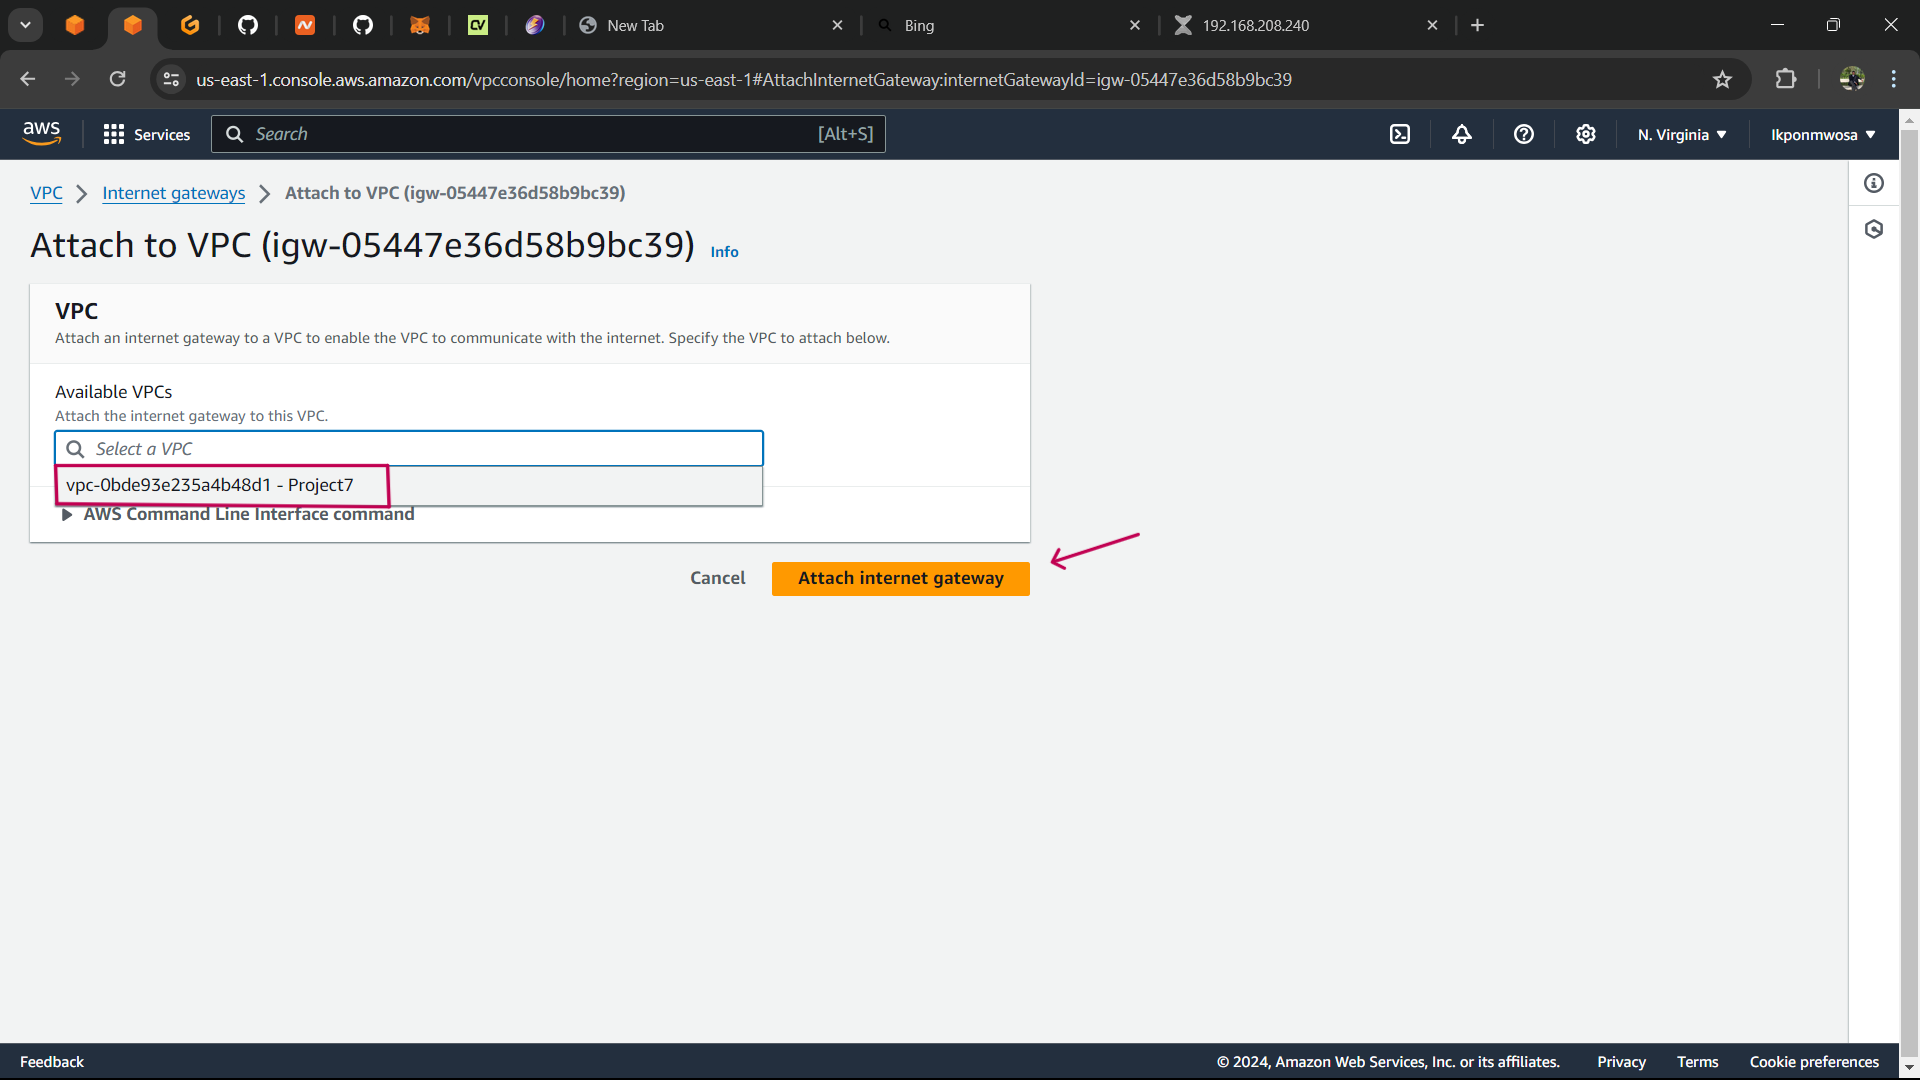 New Tab
Bing
192.168.208.240
us-east-1.console.aws.amazon.com/vpcconsole/home?region=us-east-1#AttachInternetGateway:internetGatewayId=igw-05447e36d58b9bc39
aws
Services
Search
[Alt+S]
N. Virginia
Ikponmwosa
VPC
Internet gateways
Attach to VPC (igw-05447e36d58b9bc39)
Attach to VPC (igw-05447e36d58b9bc39) Info
VPC
Attach an internet gateway to a VPC to enable the VPC to communicate with the internet. Specify the VPC to attach below.
Available VPCs
Attach the internet gateway to this VPC.
Select a VPC
vpc-0bde93e235a4b48d1 - Project7
AWS Command Line Interface command
Cancel
Attach internet gateway
Feedback
© 2024, Amazon Web Services, Inc. or its affiliates.
Privacy
Terms
Cookie preferences